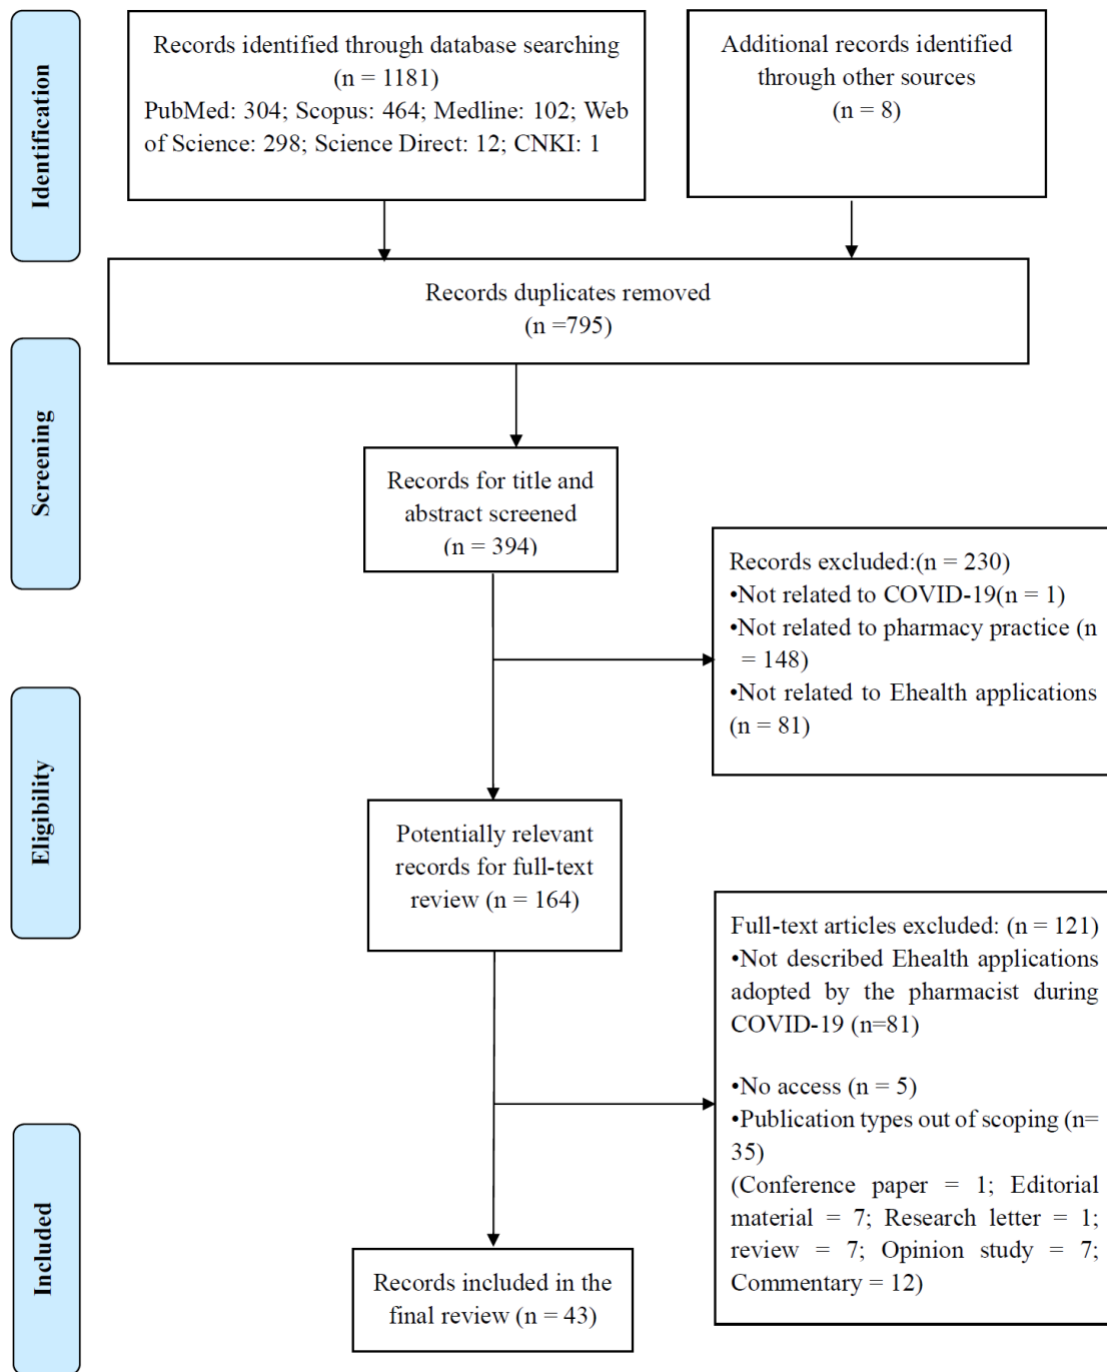 Identification
Records identified through database searching
(n = 1181)
PubMed: 304; Scopus: 464; Medline: 102; Web
of Science: 298; Science Direct: 12; CNKI: 1
Additional records identified
through other sources
(n = 8)
Records duplicates removed
(n =795)
Screening
Records for title and
abstract screened
(n = 394)
Records excluded:(n = 230)
•Not related to COVID-19(n = 1)
•Not related to pharmacy practice (n
= 148)
•Not related to Ehealth applications
(n = 81)
Eligibility
Potentially relevant
records for full-text
review (n = 164)
Full-text articles excluded: (n = 121)
•Not described Ehealth applications
adopted by the pharmacist during
COVID-19 (n=81)
•No access (n = 5)
•Publication types out of scoping (n=
35)
(Conference paper = 1; Editorial
material = 7; Research letter = 1;
review = 7; Opinion study = 7;
Commentary = 12)
Included
Records included in the
final review (n = 43)